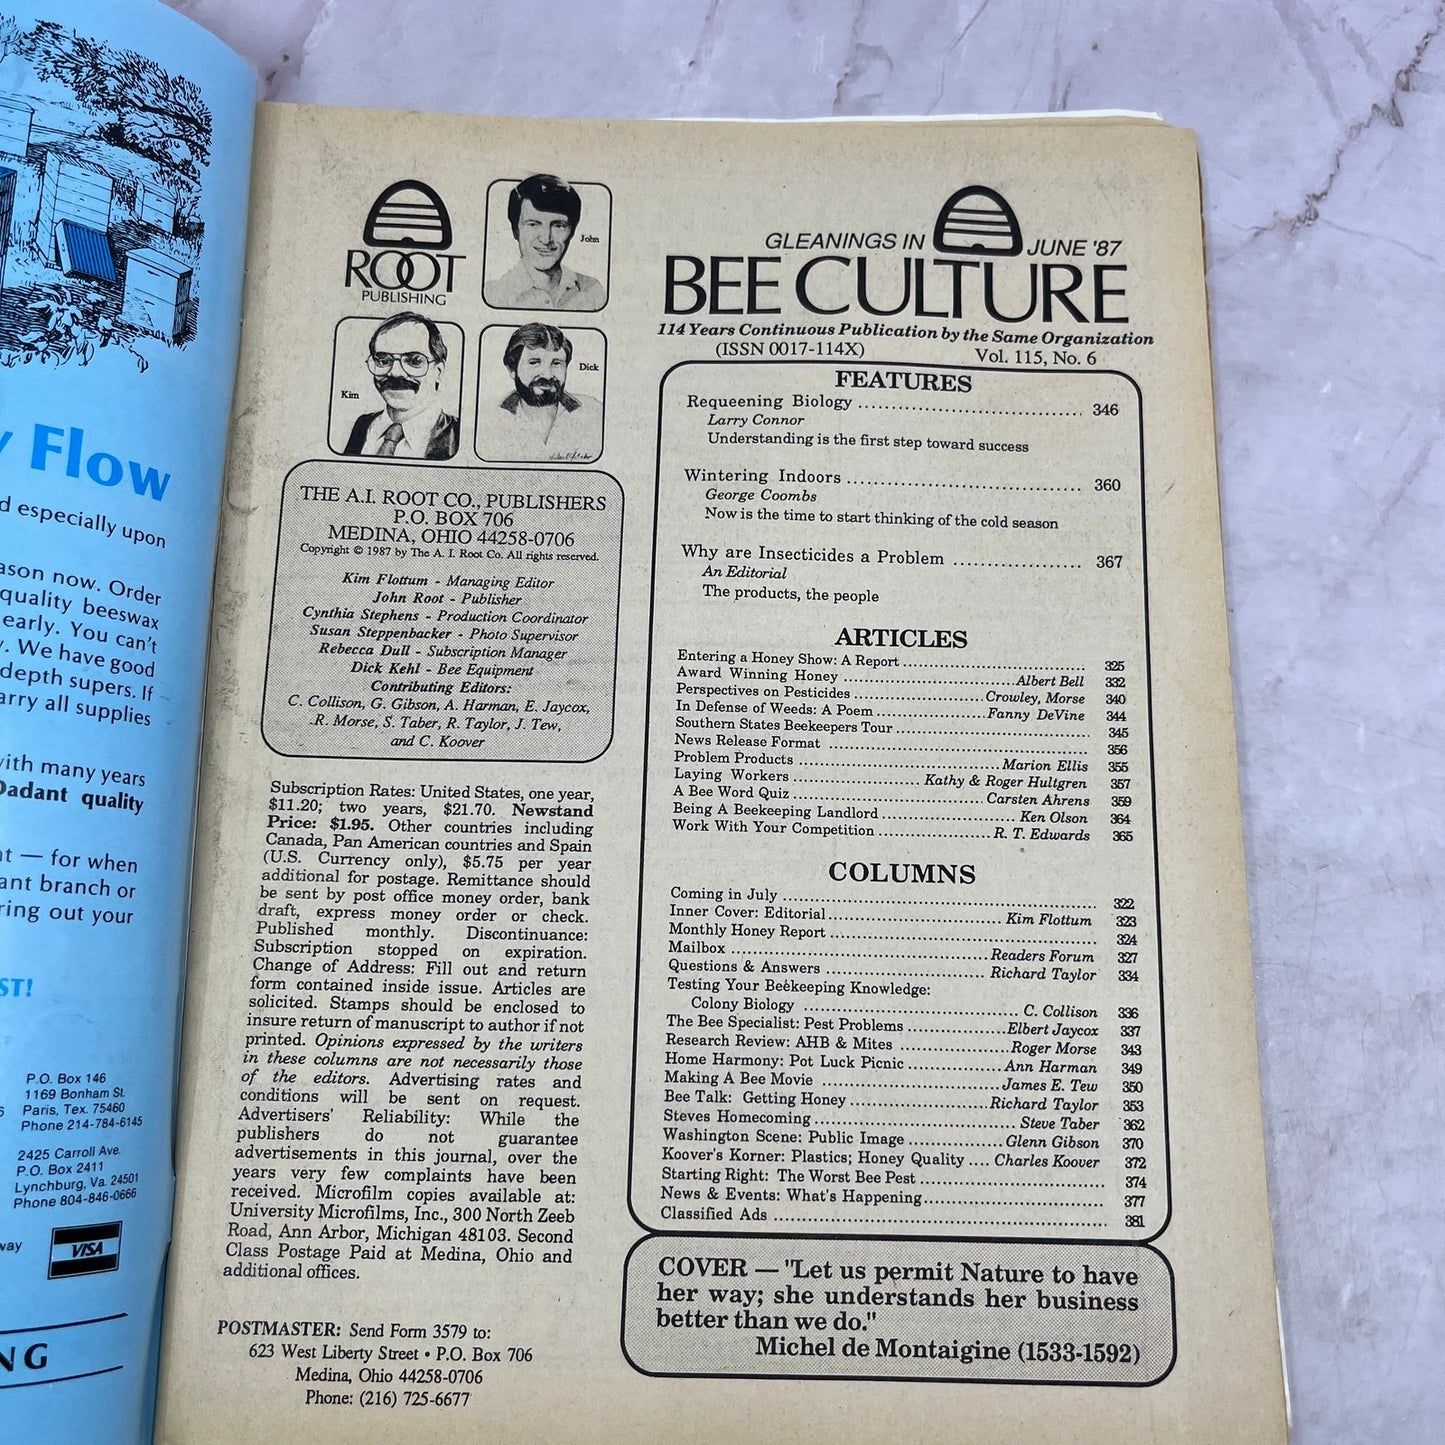 y Flow
d especially upon
ason now. Order
quality beeswax
early. You can't
y. We have good
depth supers. If
arry all supplies
with many years
Dadant quality
nt — for when
ant branch or
ring out your
ST!
P.O. Box 146
1169 Bonham St.
Paris, Tex. 75460
Phone 214-784-6145
2425 Carroll Ave.
P.O. Box 2411
Lynchburg, Va. 24501
Phone 804-846-0666
way
VISA
NG
ROOT
PUBLISHING
John
Kim
Dick
THE A.I. ROOT CO., PUBLISHERS
P.O. BOX 706
MEDINA, OHIO 44258-0706
Copyright © 1987 by The A. I. Root Co. All rights reserved.
Kim Flottum - Managing Editor
John Root - Publisher
Cynthia Stephens - Production Coordinator
Susan Steppenbacker - Photo Supervisor
Rebecca Dull - Subscription Manager
Dick Kehl - Bee Equipment
Contributing Editors:
C. Collison, G. Gibson, A. Harman, E. Jaycox,
R. Morse, S. Taber, R. Taylor, J. Tew,
and C. Koover
Subscription Rates: United States, one year,
$11.20; two years, $21.70. Newstand
Price: $1.95. Other countries including
Canada, Pan American countries and Spain
(U.S. Currency only), $5.75 per year
additional for postage. Remittance should
be sent by post office money order, bank
draft, express money order or check.
Published monthly. Discontinuance:
Subscription stopped on expiration.
Change of Address: Fill out and return
form contained inside issue. Articles are
solicited. Stamps should be enclosed to
insure return of manuscript to author if not
printed. Opinions expressed by the writers
in these columns are not necessarily those
of the editors. Advertising rates and
conditions will be sent on request.
Advertisers' Reliability: While the
publishers do not guarantee
advertisements in this journal, over the
years very few complaints have been
received. Microfilm copies available at:
University Microfilms, Inc., 300 North Zeeb
Road, Ann Arbor, Michigan 48103. Second
Class Postage Paid at Medina, Ohio and
additional offices.
POSTMASTER: Send Form 3579 to:
623 West Liberty Street • P.O. Box 706
Medina, Ohio 44258-0706
Phone: (216) 725-6677
GLEANINGS IN JUNE '87
BEE CULTURE
114 Years Continuous Publication by the Same Organization
(ISSN 0017-114X) Vol. 115, No. 6
FEATURES
Requeening Biology 346
Larry Connor
Understanding is the first step toward success
Wintering Indoors 360
George Coombs
Now is the time to start thinking of the cold season
Why are Insecticides a Problem 367
An Editorial
The products, the people
ARTICLES
Entering a Honey Show: A Report 325
Award Winning Honey Albert Bell 332
Perspectives on Pesticides Crowley, Morse 340
In Defense of Weeds: A Poem Fanny DeVine 344
Southern States Beekeepers Tour 345
News Release Format 356
Problem Products Marion Ellis 355
Laying Workers Kathy & Roger Hultgren 357
A Bee Word Quiz Carsten Ahrens 359
Being A Beekeeping Landlord Ken Olson 364
Work With Your Competition R. T. Edwards 365
COLUMNS
Coming in July 322
Inner Cover: Editorial Kim Flottum 323
Monthly Honey Report 324
Mailbox Readers Forum 327
Questions & Answers Richard Taylor 334
Testing Your Beekeeping Knowledge:
Colony Biology C. Collison 336
The Bee Specialist: Pest Problems Elbert Jaycox 337
Research Review: AHB & Mites Roger Morse 343
Home Harmony: Pot Luck Picnic Ann Harman 349
Making A Bee Movie James E. Tew 350
Bee Talk: Getting Honey Richard Taylor 353
Steves Homecoming Steve Taber 362
Washington Scene: Public Image Glenn Gibson 370
Koover's Korner: Plastics; Honey Quality Charles Koover 372
Starting Right: The Worst Bee Pest 374
News & Events: What's Happening 377
Classified Ads 381
COVER — "Let us permit Nature to have
her way; she understands her business
better than we do."
Michel de Montaigine (1533-1592)